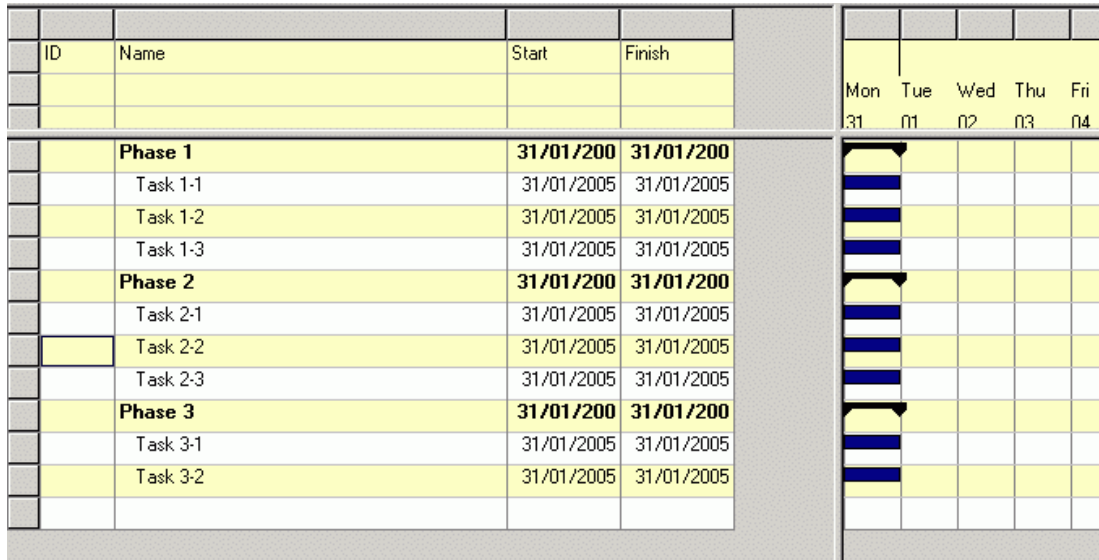 ID Name Start Finish
Mon Tue Wed Thu Fri
31 01 02 03 04
Phase 1 31/01/200 31/01/200
Task 1-1 31/01/2005 31/01/2005
Task 1-2 31/01/2005 31/01/2005
Task 1-3 31/01/2005 31/01/2005
Phase 2 31/01/200 31/01/200
Task 2-1 31/01/2005 31/01/2005
Task 2-2 31/01/2005 31/01/2005
Task 2-3 31/01/2005 31/01/2005
Phase 3 31/01/200 31/01/200
Task 3-1 31/01/2005 31/01/2005
Task 3-2 31/01/2005 31/01/2005